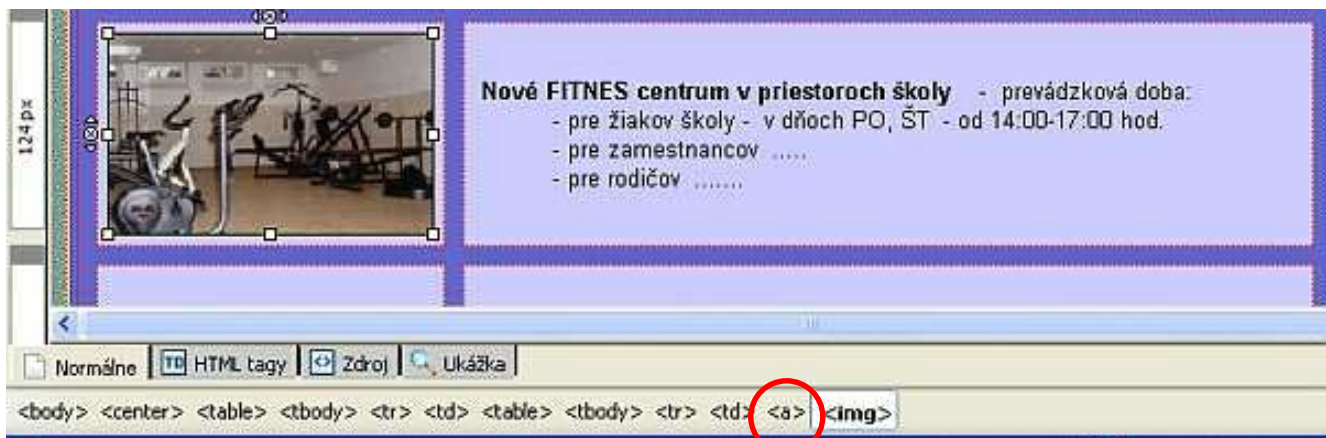 124 px
Nové FITNES centrum v priestoroch školy - prevádzková doba:
- pre žiakov školy - v dňoch PO, ŠT - od 14:00-17:00 hod.
- pre zamestnancov .....
- pre rodičov .......
Normálne TD HTML tagy Zdroj Ukážka
<body> <center> <table> <tbody> <tr> <td> <table> <tbody> <tr> <td> <a> <img>